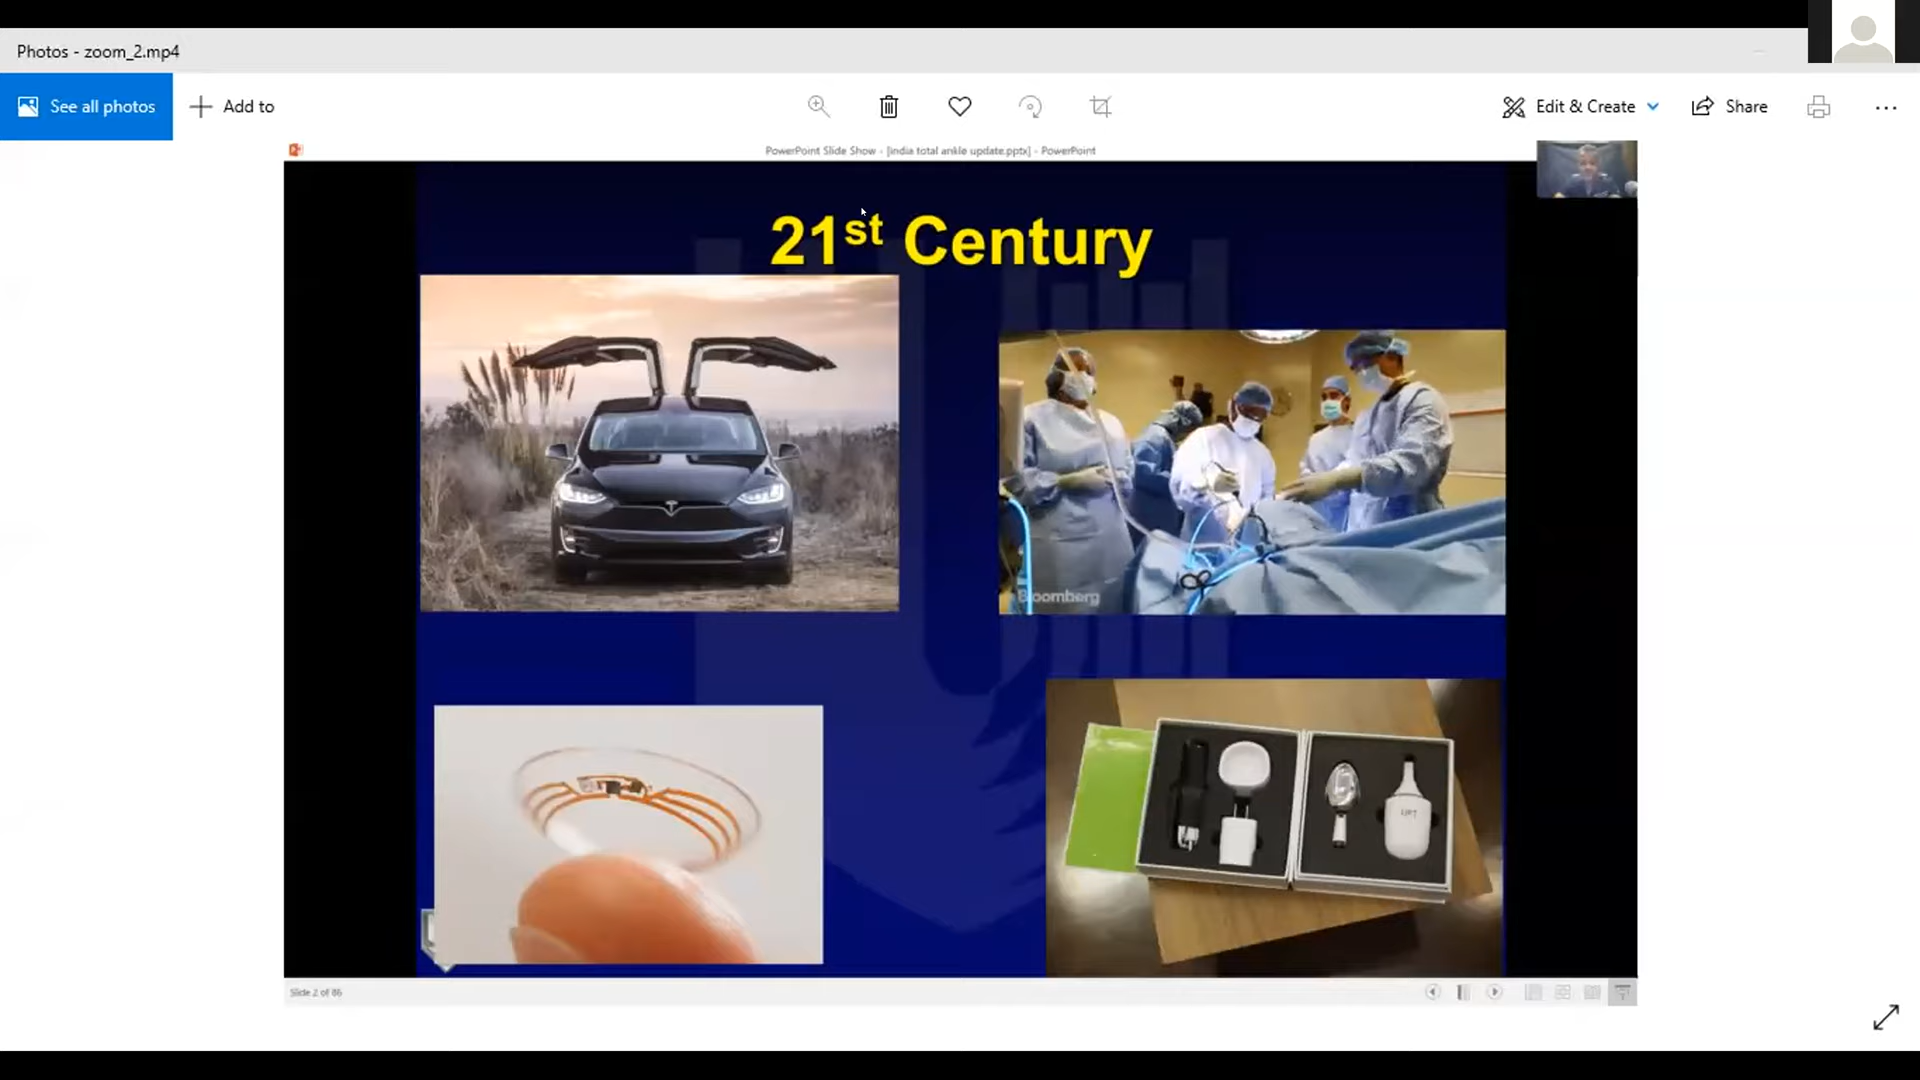 Photos - zoom_2.mp4
See all photos
Add to
Edit & Create
Share
PowerPoint Slide Show - [india total ankle update.pptx] - PowerPoint
21st Century
Bloomberg
Slide 2 of 86